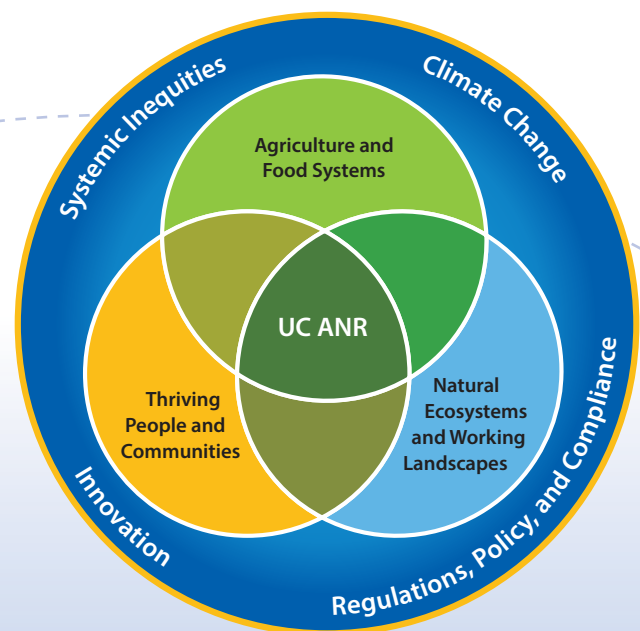 Systemic Inequities
Climate Change
Agriculture and
Food Systems
UC ANR
Thriving
People and
Communities
Natural
Ecosystems
and Working
Landscapes
Innovation
Regulations, Policy, and Compliance